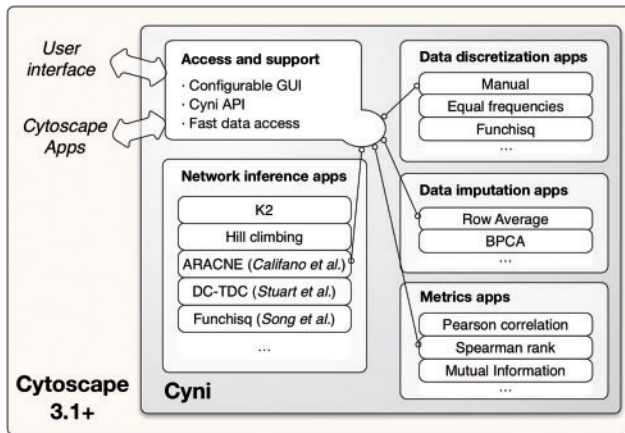 User
interface
Cytoscape
Apps
Access and support
· Configurable GUI
· Cyni API
· Fast data access
Network inference apps
K2
Hill climbing
ARACNE (Califano et al.)
DC-TDC (Stuart et al.)
Funchisq (Song et al.)
...
Data discretization apps
Manual
Equal frequencies
Funchisq
...
Data imputation apps
Row Average
BPCA
...
Metrics apps
Pearson correlation
Spearman rank
Mutual Information
...
Cytoscape
3.1+
Cyni